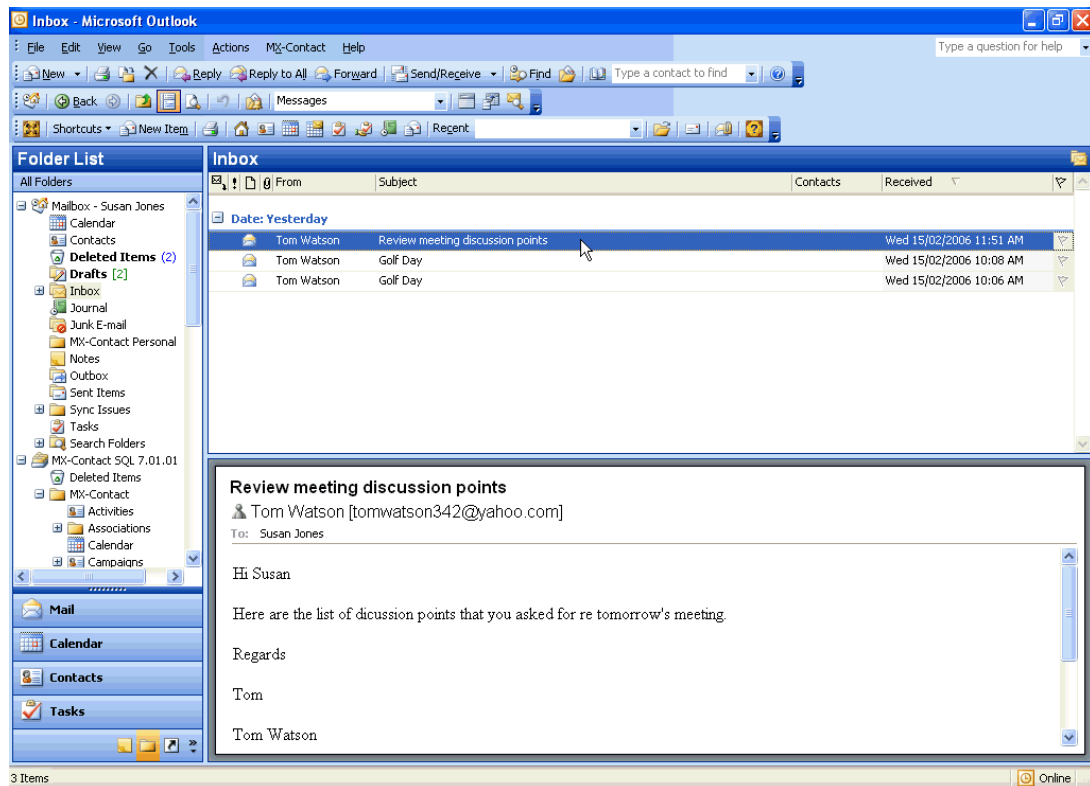 Inbox - Microsoft Outlook
File Edit View Go Tools Actions MX-Contact Help Type a question for help
New Reply Reply to All Forward Send/Receive Find Type a contact to find
Back Messages
Shortcuts New Item Recent
Folder List Inbox
All Folders From Subject Contacts Received
Mailbox - Susan Jones
Date: Yesterday
Calendar
Tom Watson Review meeting discussion points Wed 15/02/2006 11:51 AM
Contacts
Deleted Items (2) Tom Watson Golf Day Wed 15/02/2006 10:08 AM
Drafts [2] Tom Watson Golf Day Wed 15/02/2006 10:06 AM
Inbox
Journal
Junk E-mail
MX-Contact Personal
Notes
Outbox
Sent Items
Sync Issues
Tasks
Search Folders
MX-Contact SQL 7.01.01
Deleted Items
MX-Contact
Activities
Associations
Calendar
Campaigns
Mail
Calendar
Contacts
Tasks
Review meeting discussion points
Tom Watson [tomwatson342@yahoo.com]
To: Susan Jones
Hi Susan
Here are the list of dicussion points that you asked for re tomorrow's meeting.
Regards
Tom
Tom Watson
3 Items Online